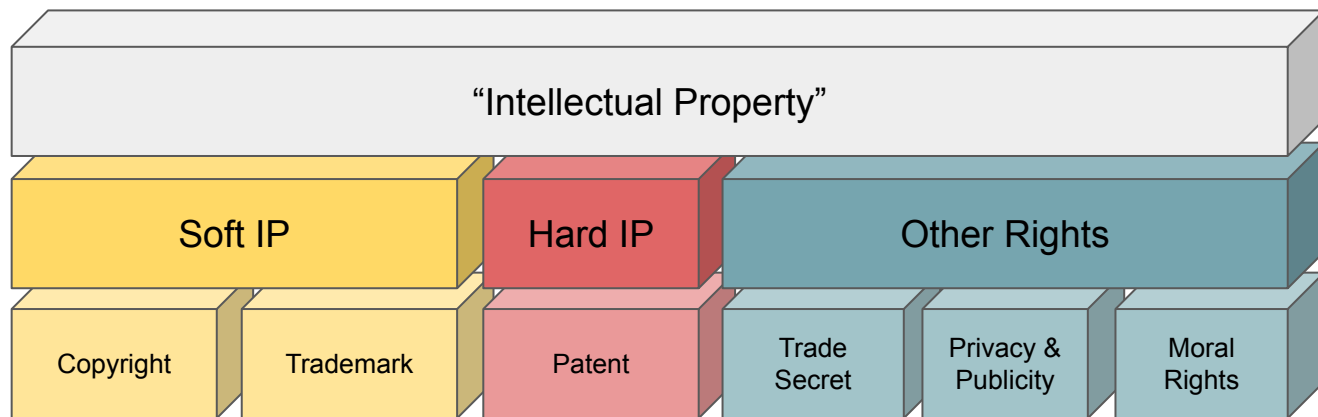 “Intellectual Property”
Soft IP
Hard IP
Other Rights
Copyright
Trademark
Patent
Trade
Secret
Privacy &
Publicity
Moral
Rights